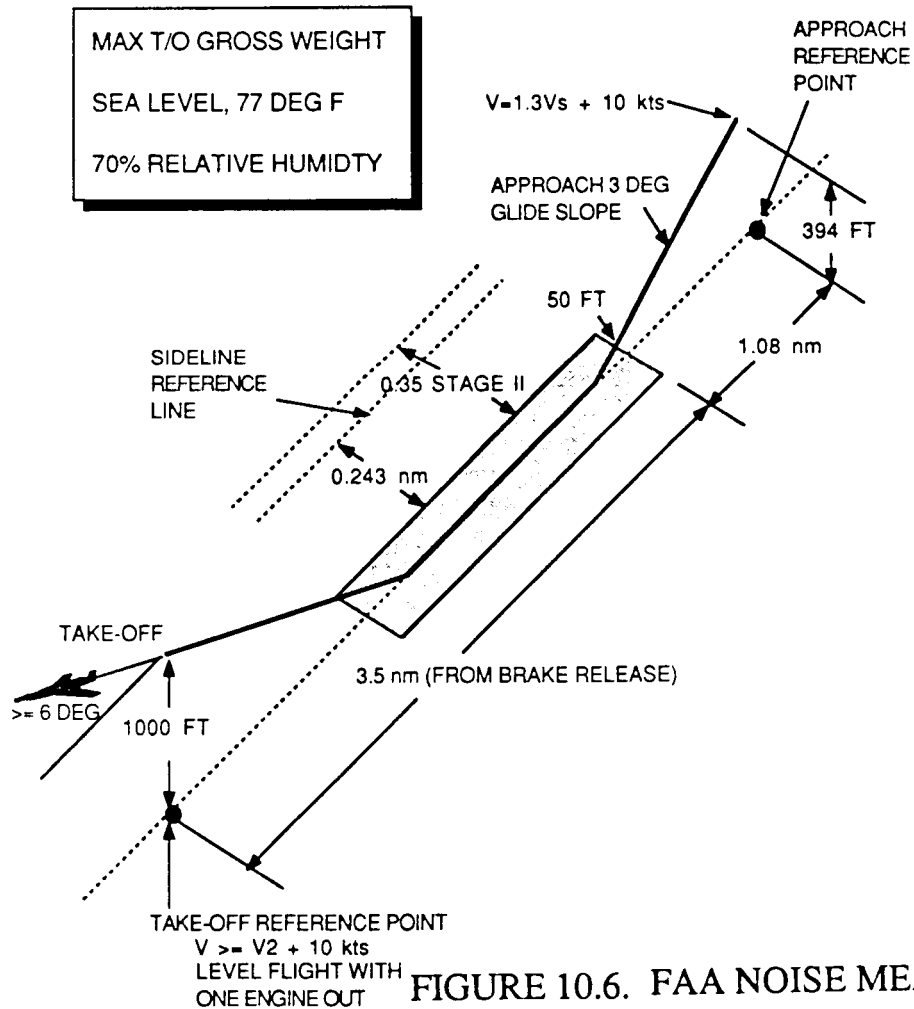 MAX T/O GROSS WEIGHT
SEA LEVEL, 77 DEG F
70% RELATIVE HUMIDTY
APPROACH
REFERENCE
POINT
V=1.3Vs + 10 kts
APPROACH 3 DEG
GLIDE SLOPE
394 FT
50 FT
1.08 nm
SIDELINE
REFERENCE
LINE
0.35 STAGE II
0.243 nm
TAKE-OFF
3.5 nm (FROM BRAKE RELEASE)
>= 6 DEG
1000 FT
TAKE-OFF REFERENCE POINT
V >= V2 + 10 kts
LEVEL FLIGHT WITH
ONE ENGINE OUT
FIGURE 10.6. FAA NOISE